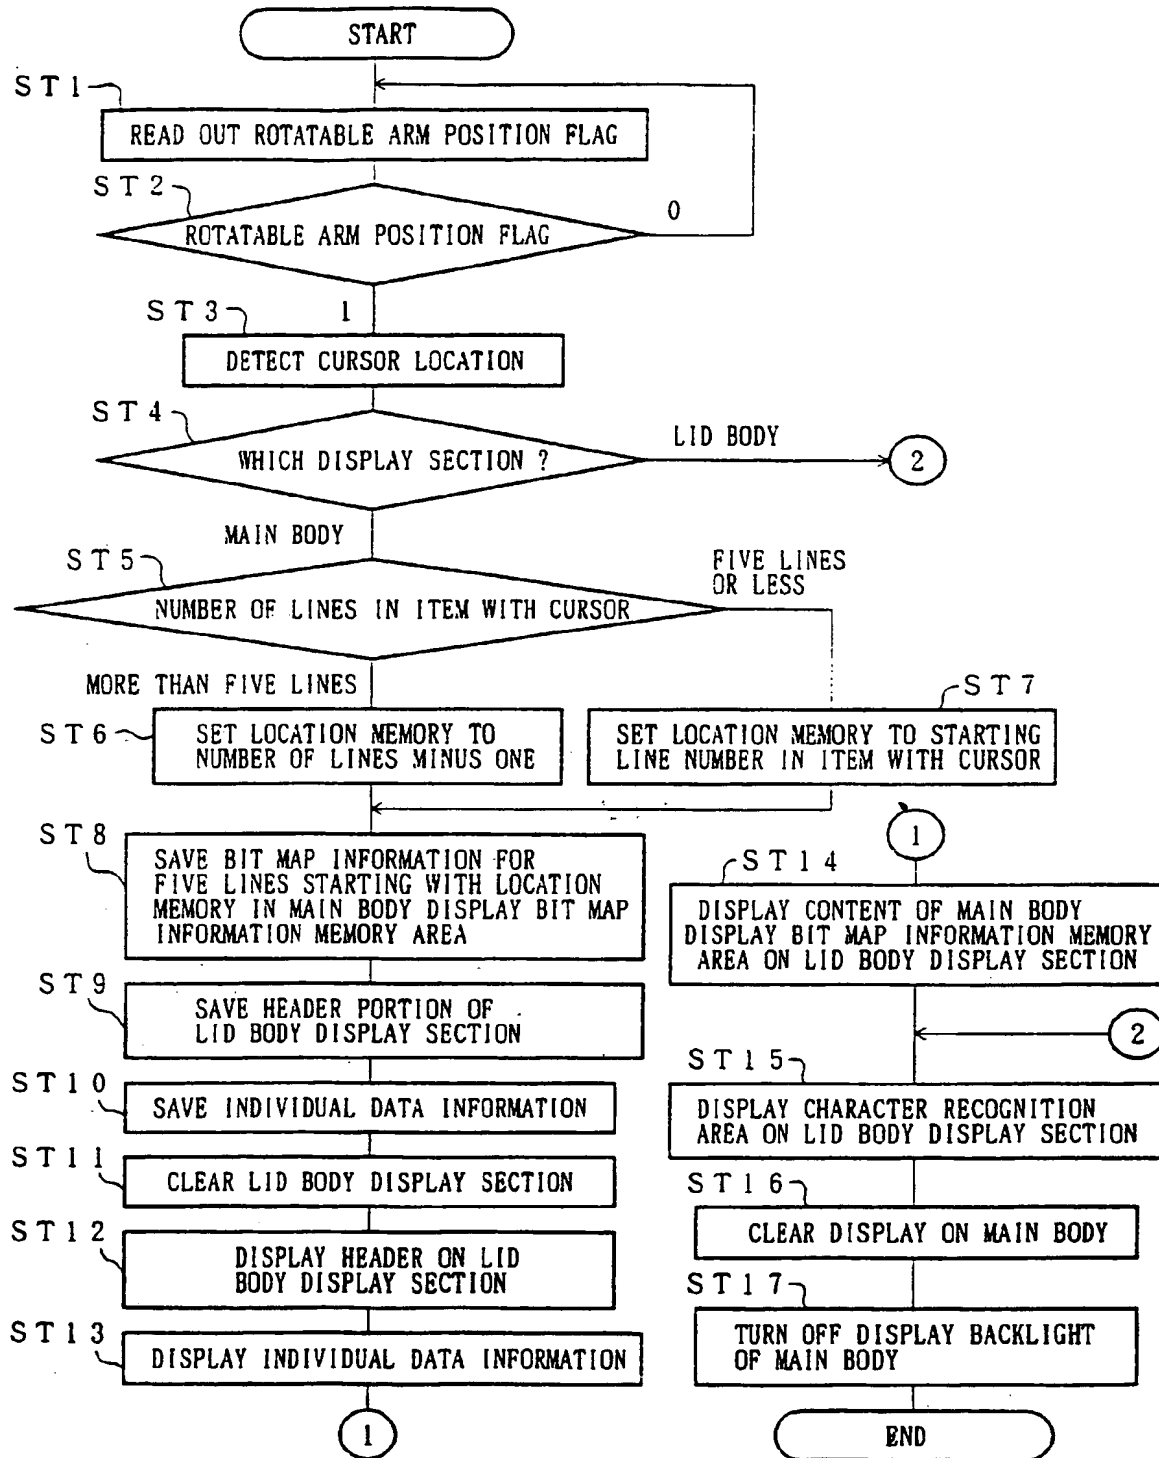 START
ST1
READ OUT ROTATABLE ARM POSITION FLAG
ST2
0
ROTATABLE ARM POSITION FLAG
ST3
1
DETECT CURSOR LOCATION
ST4
LID BODY
WHICH DISPLAY SECTION ?
2
MAIN BODY
ST5
FIVE LINES
OR LESS
NUMBER OF LINES IN ITEM WITH CURSOR
MORE THAN FIVE LINES
ST6
SET LOCATION MEMORY TO
NUMBER OF LINES MINUS ONE
ST7
SET LOCATION MEMORY TO STARTING
LINE NUMBER IN ITEM WITH CURSOR
ST8
SAVE BIT MAP INFORMATION FOR
FIVE LINES STARTING WITH LOCATION
MEMORY IN MAIN BODY DISPLAY BIT MAP
INFORMATION MEMORY AREA
ST9
SAVE HEADER PORTION OF
LID BODY DISPLAY SECTION
ST10
SAVE INDIVIDUAL DATA INFORMATION
ST11
CLEAR LID BODY DISPLAY SECTION
ST12
DISPLAY HEADER ON LID
BODY DISPLAY SECTION
ST13
DISPLAY INDIVIDUAL DATA INFORMATION
1
1
ST14
DISPLAY CONTENT OF MAIN BODY
DISPLAY BIT MAP INFORMATION MEMORY
AREA ON LID BODY DISPLAY SECTION
2
ST15
DISPLAY CHARACTER RECOGNITION
AREA ON LID BODY DISPLAY SECTION
ST16
CLEAR DISPLAY ON MAIN BODY
ST17
TURN OFF DISPLAY BACKLIGHT
OF MAIN BODY
END